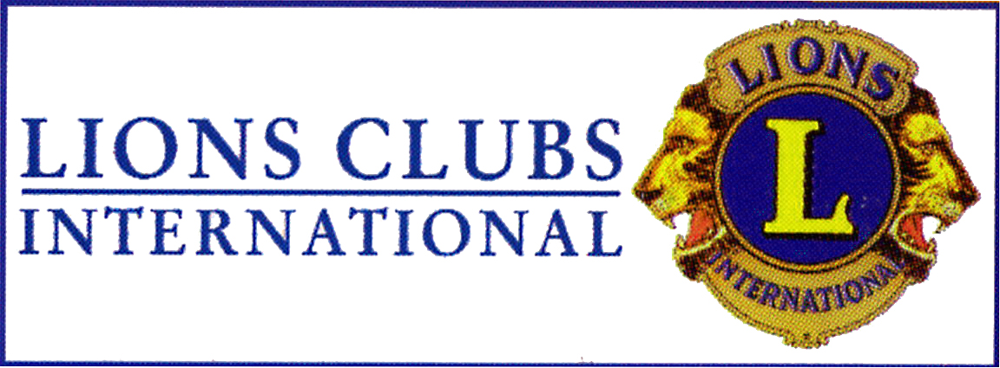 LIONS CLUBS
INTERNATIONAL
LIONS
L
INTERNATIONAL